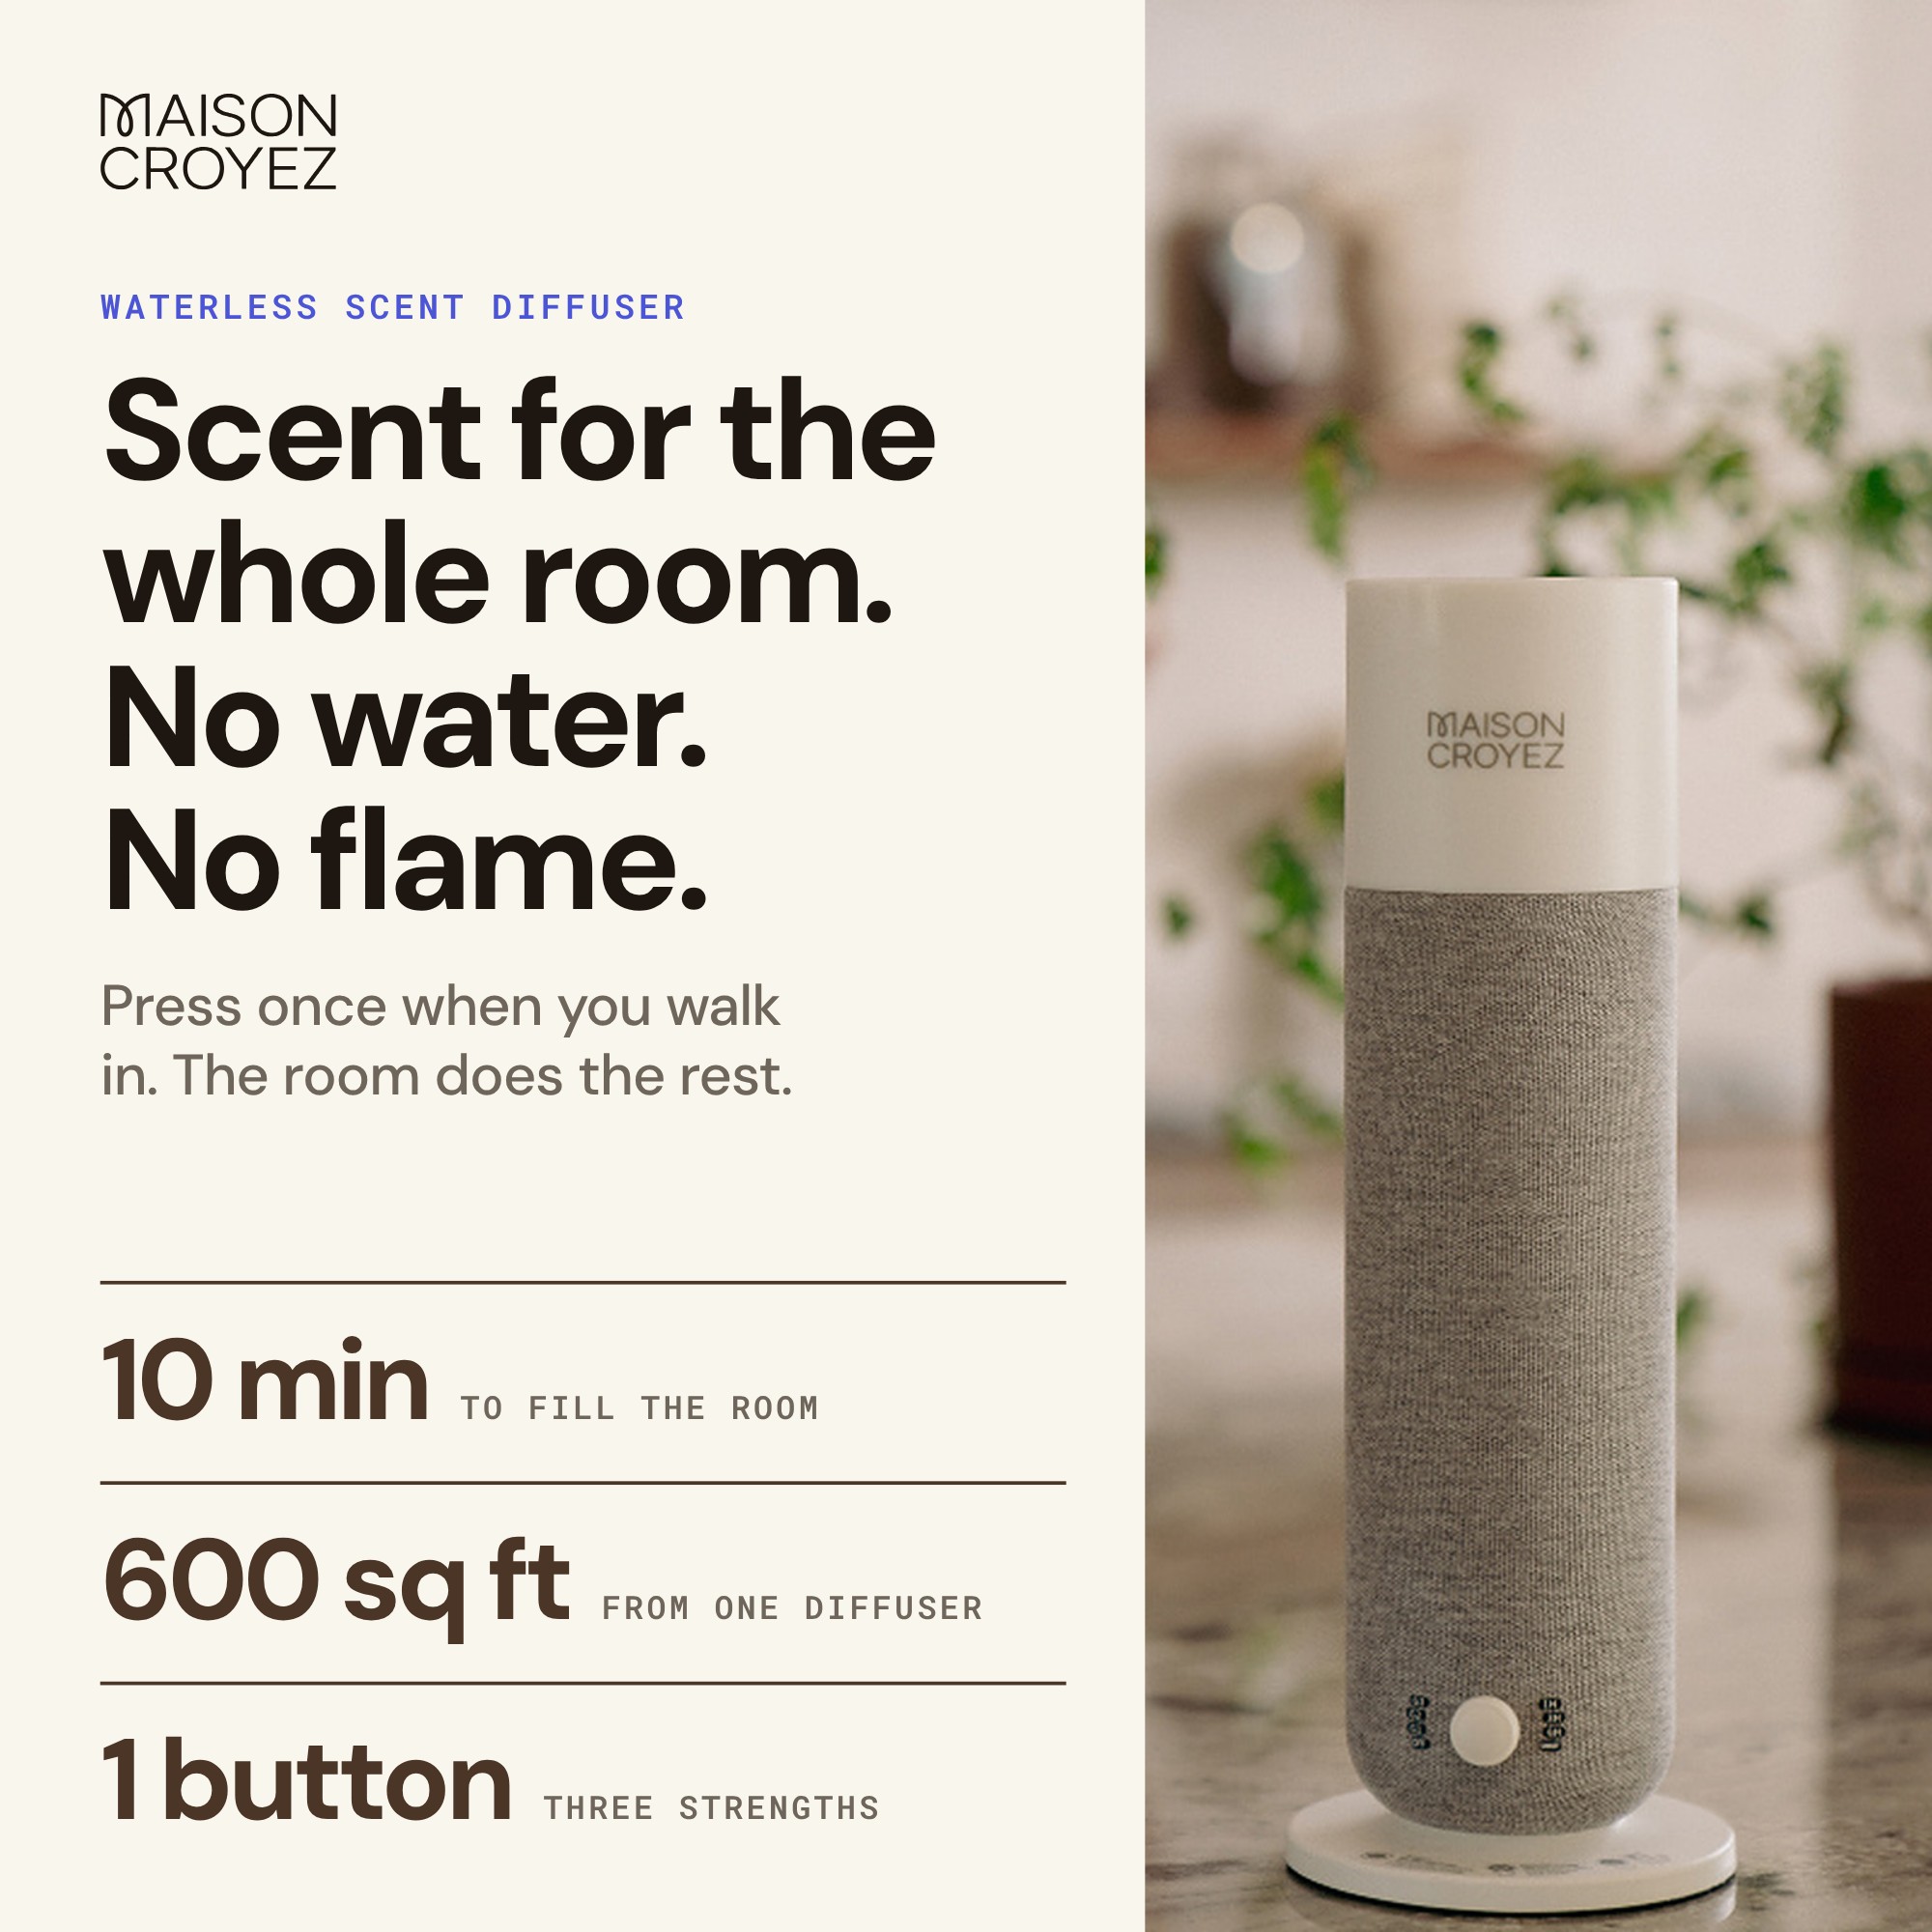 MAISON
CROYEZ
WATERLESS SCENT DIFFUSER
Scent for the
whole room.
No water.
No flame.
Press once when you walk
in. The room does the rest.
10 min TO FILL THE ROOM
600 sq ft FROM ONE DIFFUSER
1 button THREE STRENGTHS
MAISON
CROYEZ